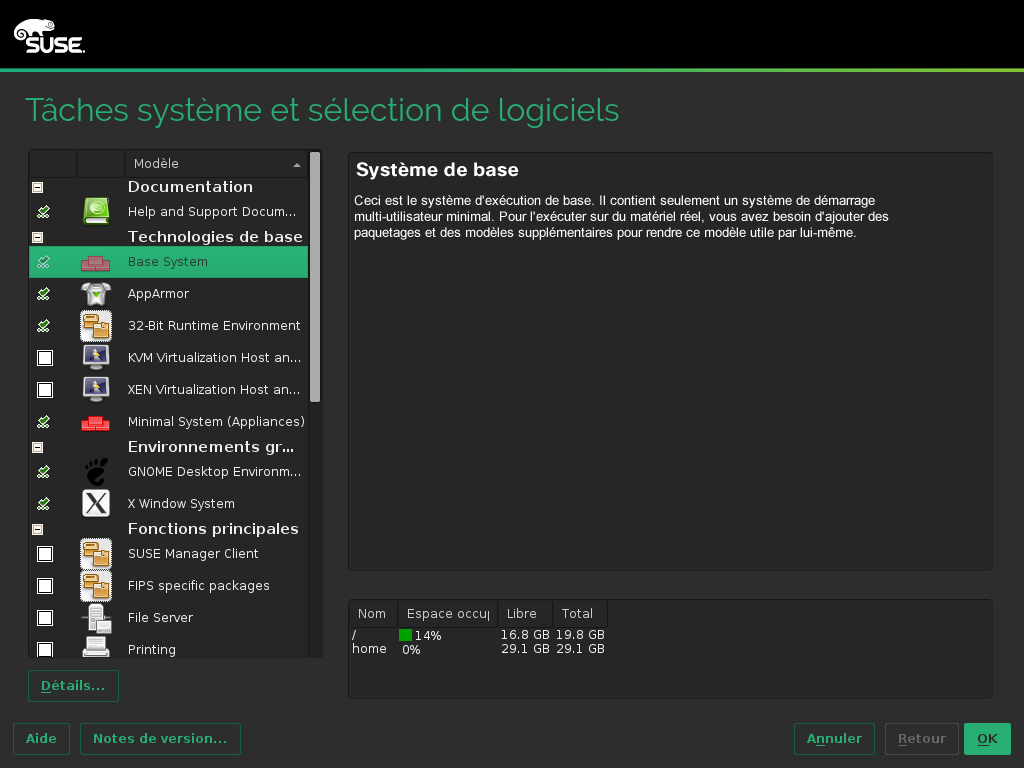 SUSE
Tâches système et sélection de logiciels
Modèle
Documentation
Help and Support Docum...
Technologies de base
Base System
AppArmor
32-Bit Runtime Environment
KVM Virtualization Host an...
XEN Virtualization Host an...
Minimal System (Appliances)
Environnements gr...
GNOME Desktop Environm...
X Window System
Fonctions principales
SUSE Manager Client
FIPS specific packages
File Server
Printing
Détails...
Système de base
Ceci est le système d'exécution de base. Il contient seulement un système de démarrage
multi-utilisateur minimal. Pour l'exécuter sur du matériel réel, vous avez besoin d'ajouter des
paquetages et des modèles supplémentaires pour rendre ce modèle utile par lui-même.
Nom Espace occup Libre Total
/ 14% 16.8 GB 19.8 GB
home 0% 29.1 GB 29.1 GB
Aide Notes de version... Annuler Retour OK